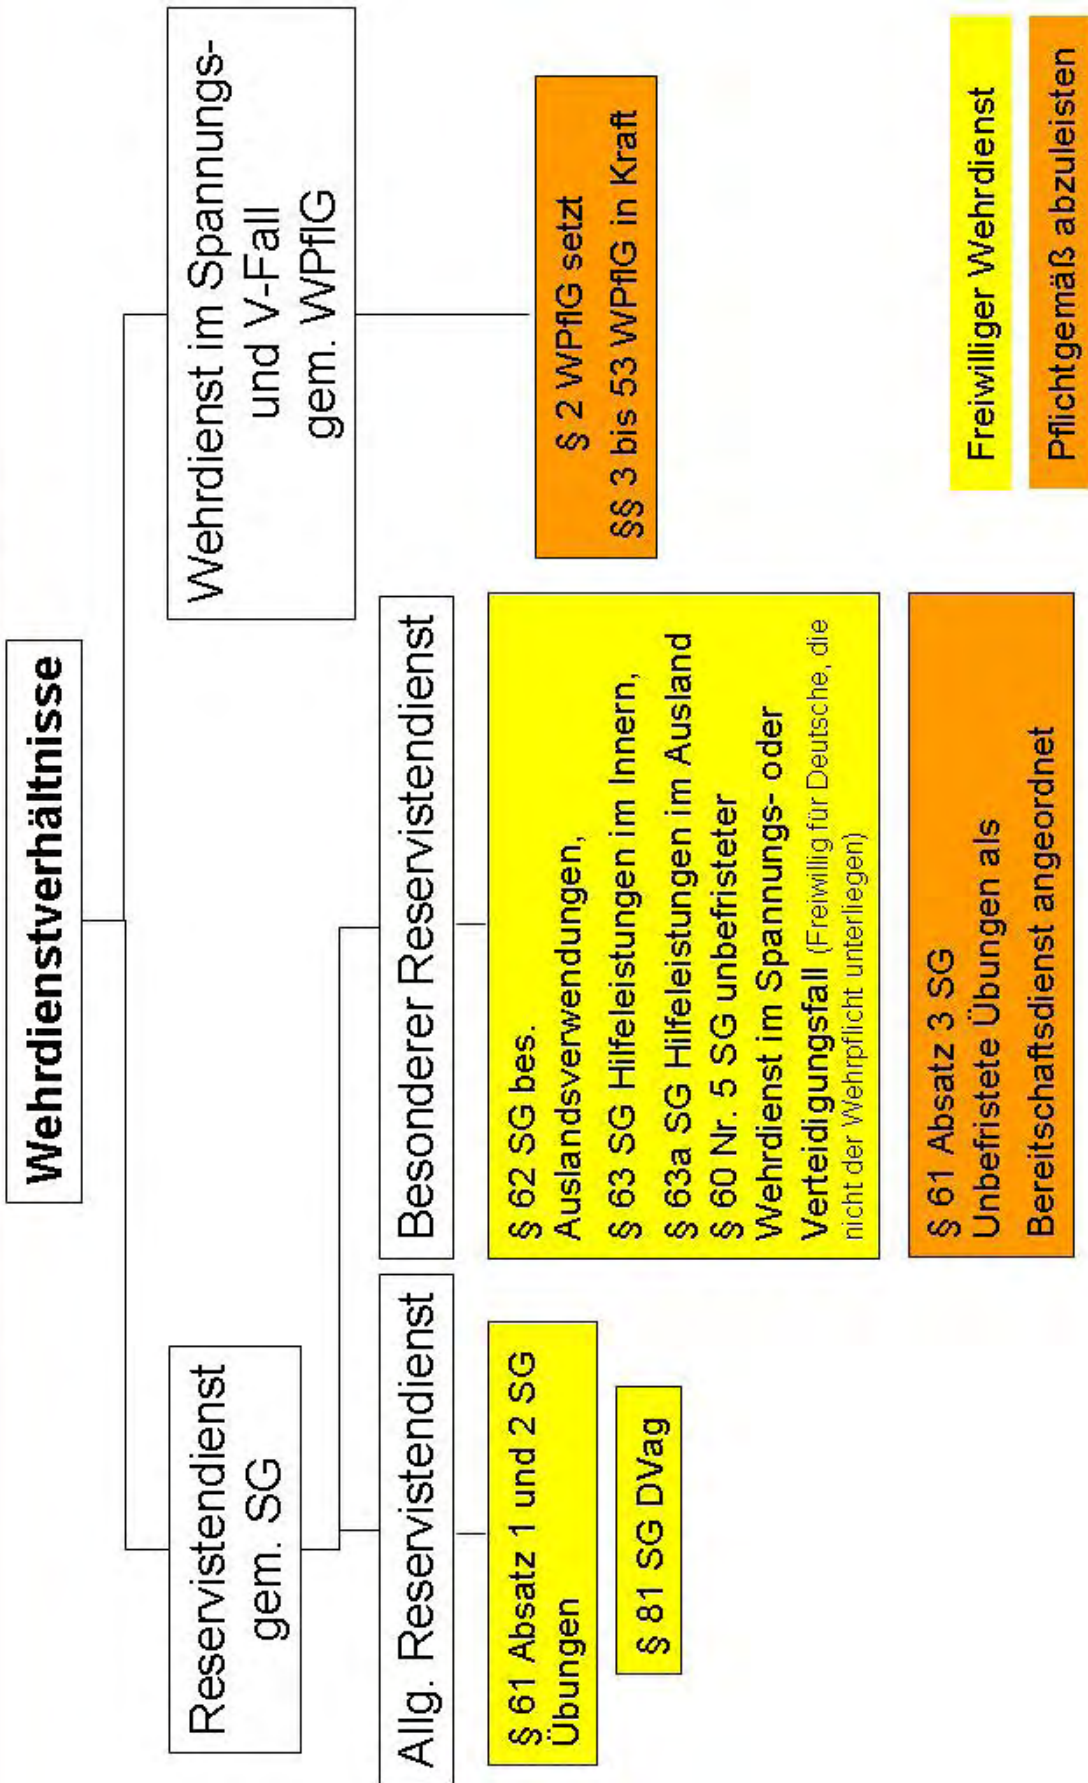 Wehrdienstverhältnisse
Reservistendienst
gem. SG
Wehrdienst im Spannungs-
und V-Fall
gem. WPflG
Allg. Reservistendienst
Besonderer Reservistendienst
§ 61 Absatz 1 und 2 SG
Übungen
§ 81 SG DVag
§ 62 SG bes.
Auslandsverwendungen,
§ 63 SG Hilfeleistungen im Innern,
§ 63a SG Hilfeleistungen im Ausland
§ 60 Nr. 5 SG unbefristeter
Wehrdienst im Spannungs- oder
Verteidigungsfall (Freiwillig für Deutsche, die
nicht der Wehrpflicht unterliegen)
§ 61 Absatz 3 SG
Unbefristete Übungen als
Bereitschaftsdienst angeordnet
§ 2 WPflG setzt
§§ 3 bis 53 WPflG in Kraft
Freiwilliger Wehrdienst
Pflichtgemäß abzuleisten